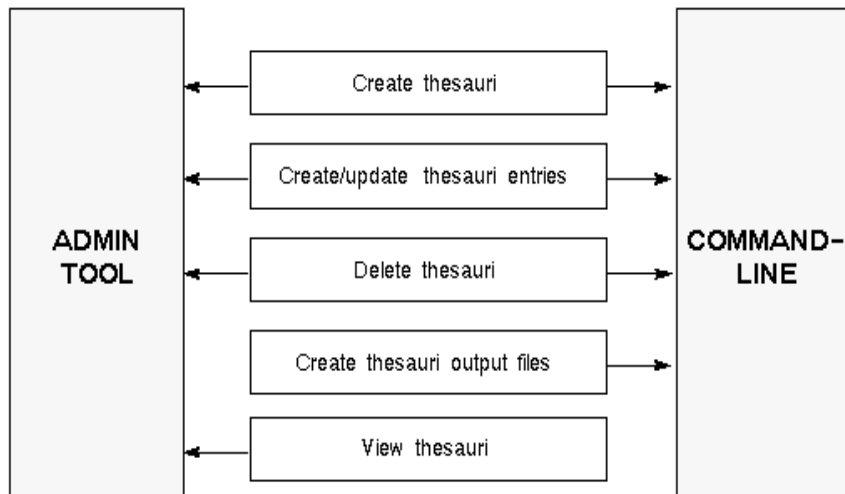 Create thesauri
Create/update thesauri entries
ADMIN
TOOL
Delete thesauri
COMMAND-
LINE
Create thesauri output files
View thesauri